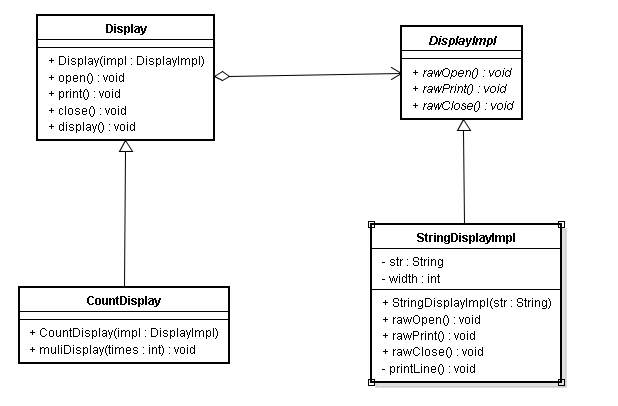 Display
+ Display(impl : DisplayImpl)
+ open() : void
+ print() : void
+ close() : void
+ display() : void
DisplayImpl
+ rawOpen() : void
+ rawPrint() : void
+ rawClose() : void
CountDisplay
+ CountDisplay(impl : DisplayImpl)
+ muliDisplay(times : int) : void
StringDisplayImpl
- str : String
- width : int
+ StringDisplayImpl(str : String)
+ rawOpen() : void
+ rawPrint() : void
+ rawClose() : void
- printLine() : void